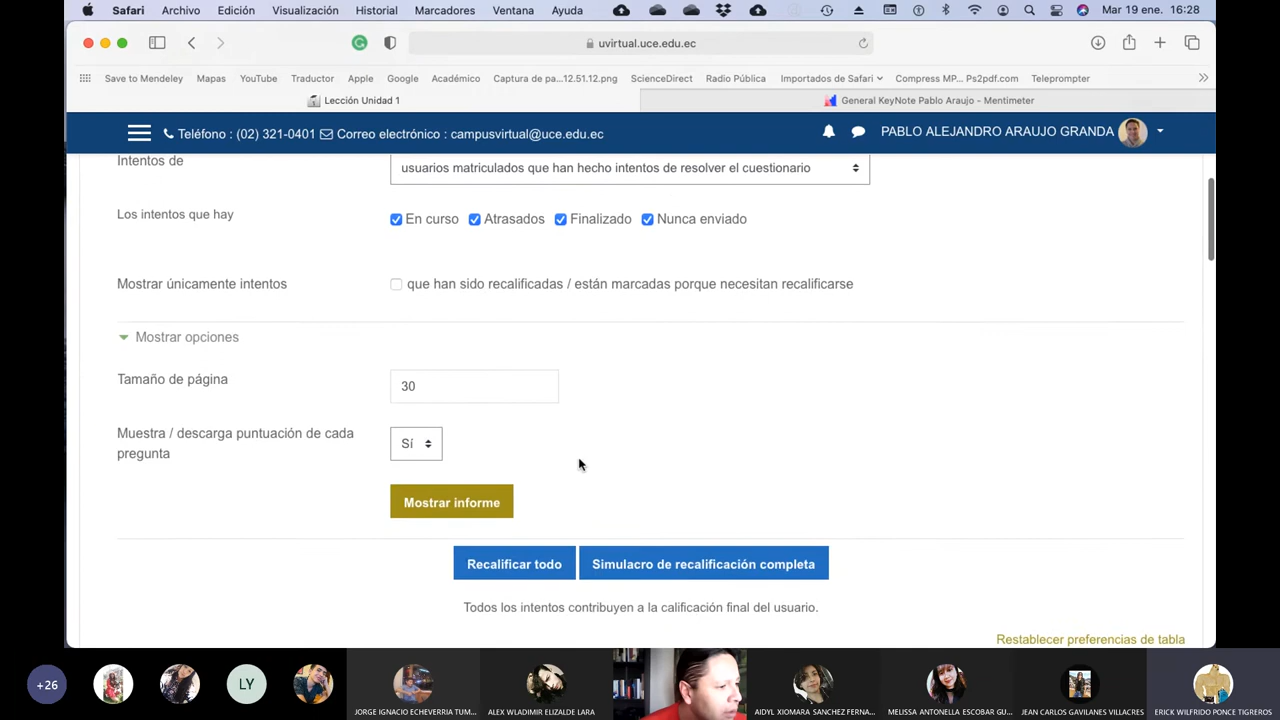 Safari Archivo Edición Visualización Historial Marcadores Ventana Ayuda Mar 19 ene. 16:28
uvirtual.uce.edu.ec
Save to Mendeley Mapas YouTube Traductor Apple Google Académico Captura de pa...12.51.12.png ScienceDirect Radio Pública Importados de Safari Compress MP... Ps2pdf.com Teleprompter
Lección Unidad 1 General KeyNote Pablo Araujo - Mentimeter
Teléfono : (02) 321-0401 Correo electrónico : campusvirtual@uce.edu.ec PABLO ALEJANDRO ARAUJO GRANDA
Intentos de usuarios matriculados que han hecho intentos de resolver el cuestionario
Los intentos que hay En curso Atrasados Finalizado Nunca enviado
Mostrar únicamente intentos que han sido recalificadas / están marcadas porque necesitan recalificarse
Mostrar opciones
Tamaño de página 30
Muestra / descarga puntuación de cada
pregunta
Sí
Mostrar informe
Recalificar todo Simulacro de recalificación completa
Todos los intentos contribuyen a la calificación final del usuario.
Restablecer preferencias de tabla
+26 LY
JORGE IGNACIO ECHEVERRIA TUM... ALEX WLADIMIR ELIZALDE LARA AIDYL XIOMARA SANCHEZ FERNA... MELISSA ANTONELLA ESCOBAR GU... JEAN CARLOS GAVILANES VILLACRES ERICK WILFRIDO PONCE TIGREROS